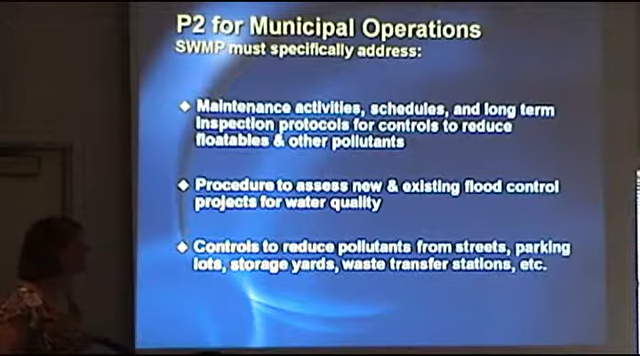 P2 for Municipal Operations
SWMP must specifically address:
Maintenance activities, schedules, and long term
inspection protocols for controls to reduce
floatables & other pollutants
Procedure to assess new & existing flood control
projects for water quality
Controls to reduce pollutants from streets, parking
lots, storage yards, waste transfer stations, etc.